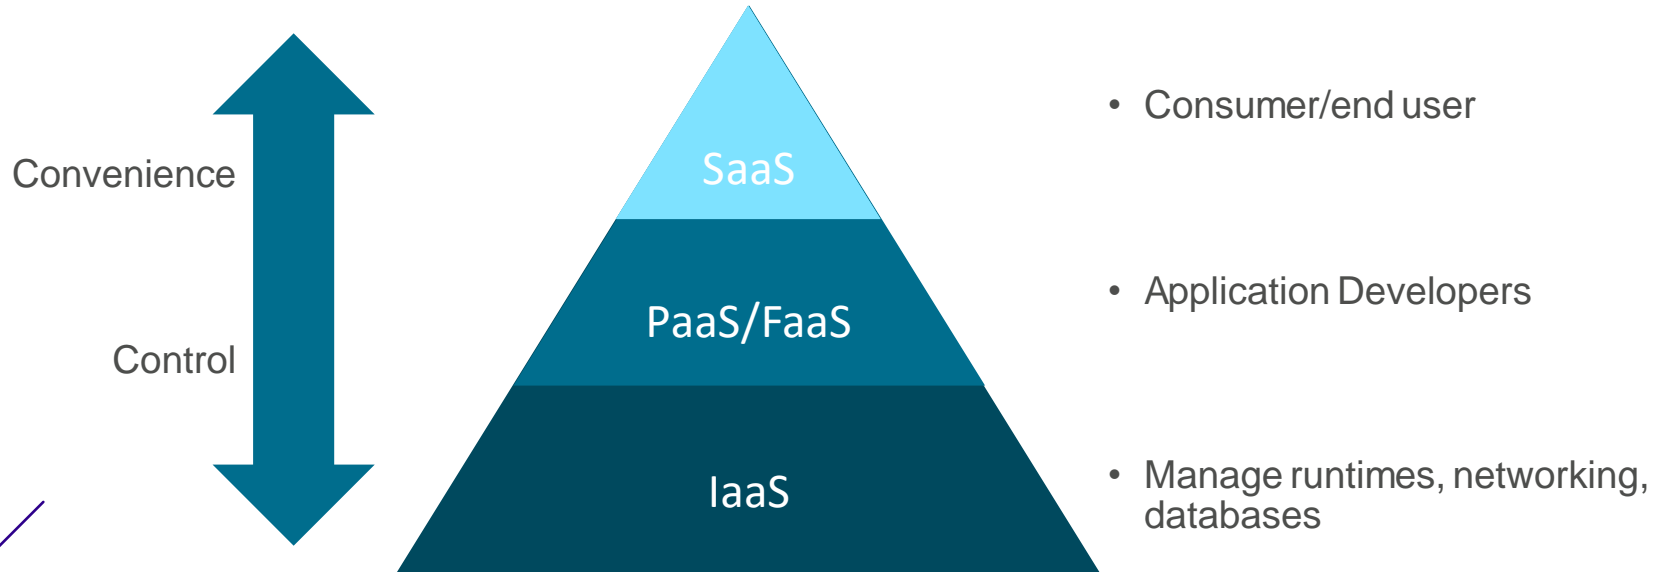 Convenience
Control
SaaS
PaaS/FaaS
IaaS
• Consumer/end user
• Application Developers
• Manage runtimes, networking,
databases